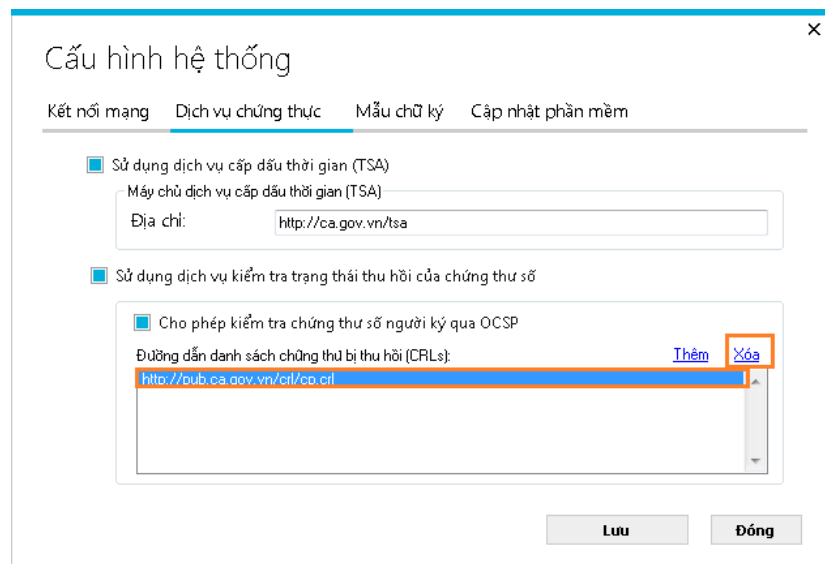 Cấu hình hệ thống
Kết nối mạng Dịch vụ chứng thực Mẫu chữ ký Cập nhật phần mềm
Sử dụng dịch vụ cấp dấu thời gian (TSA)
Máy chủ dịch vụ cấp dấu thời gian (TSA)
Địa chỉ: http://ca.gov.vn/tsa
Sử dụng dịch vụ kiểm tra trạng thái thu hồi của chứng thư số
Cho phép kiểm tra chứng thư số người ký qua OCSP
Đường dẫn danh sách chứng thư bị thu hồi (CRLs): Thêm Xóa
http://pub.ca.gov.vn/crl/cp.crl
Lưu Đóng